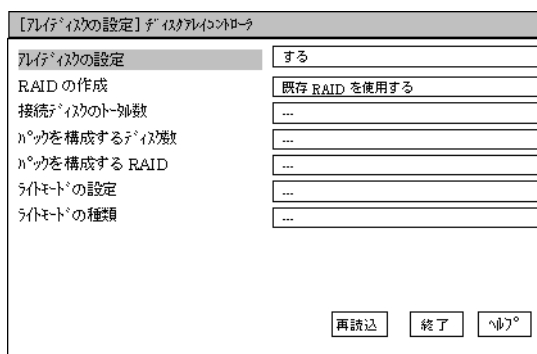 [ｱﾚｲﾃﾞｨｽｸの設定] ﾃﾞｨｽｸｱﾚｲｺﾝﾄﾛｰﾗ
ｱﾚｲﾃﾞｨｽｸの設定 する
RAID の作成 既存 RAID を使用する
接続ﾃﾞｨｽｸのﾄｰﾀﾙ数 ...
ﾊﾟｯｸを構成するﾃﾞｨｽｸ数 ...
ﾊﾟｯｸを構成する RAID ...
ﾗｲﾄﾓｰﾄﾞの設定 ...
ﾗｲﾄﾓｰﾄﾞの種類 ...
再読込 終了 ﾍﾙﾌﾟ